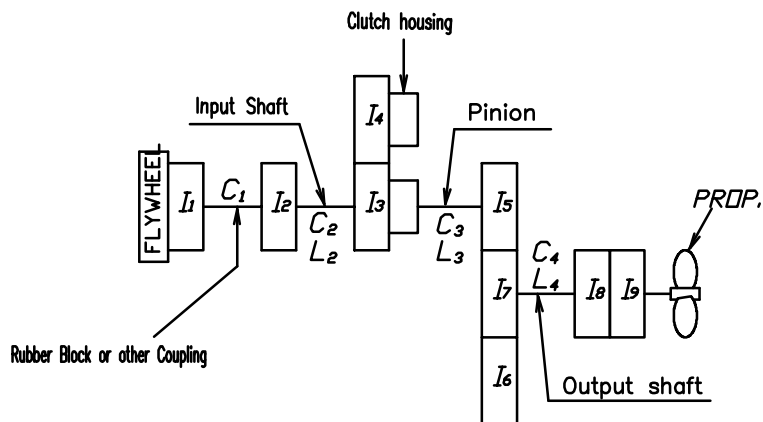 Clutch housing
Input Shaft
Pinion
I4
FLYWHEEL
I1
C1
I2
C2
L2
I3
C3
L3
I5
PROP.
I7
C4
L4
I8
I9
Rubber Block or other Coupling
I6
Output shaft